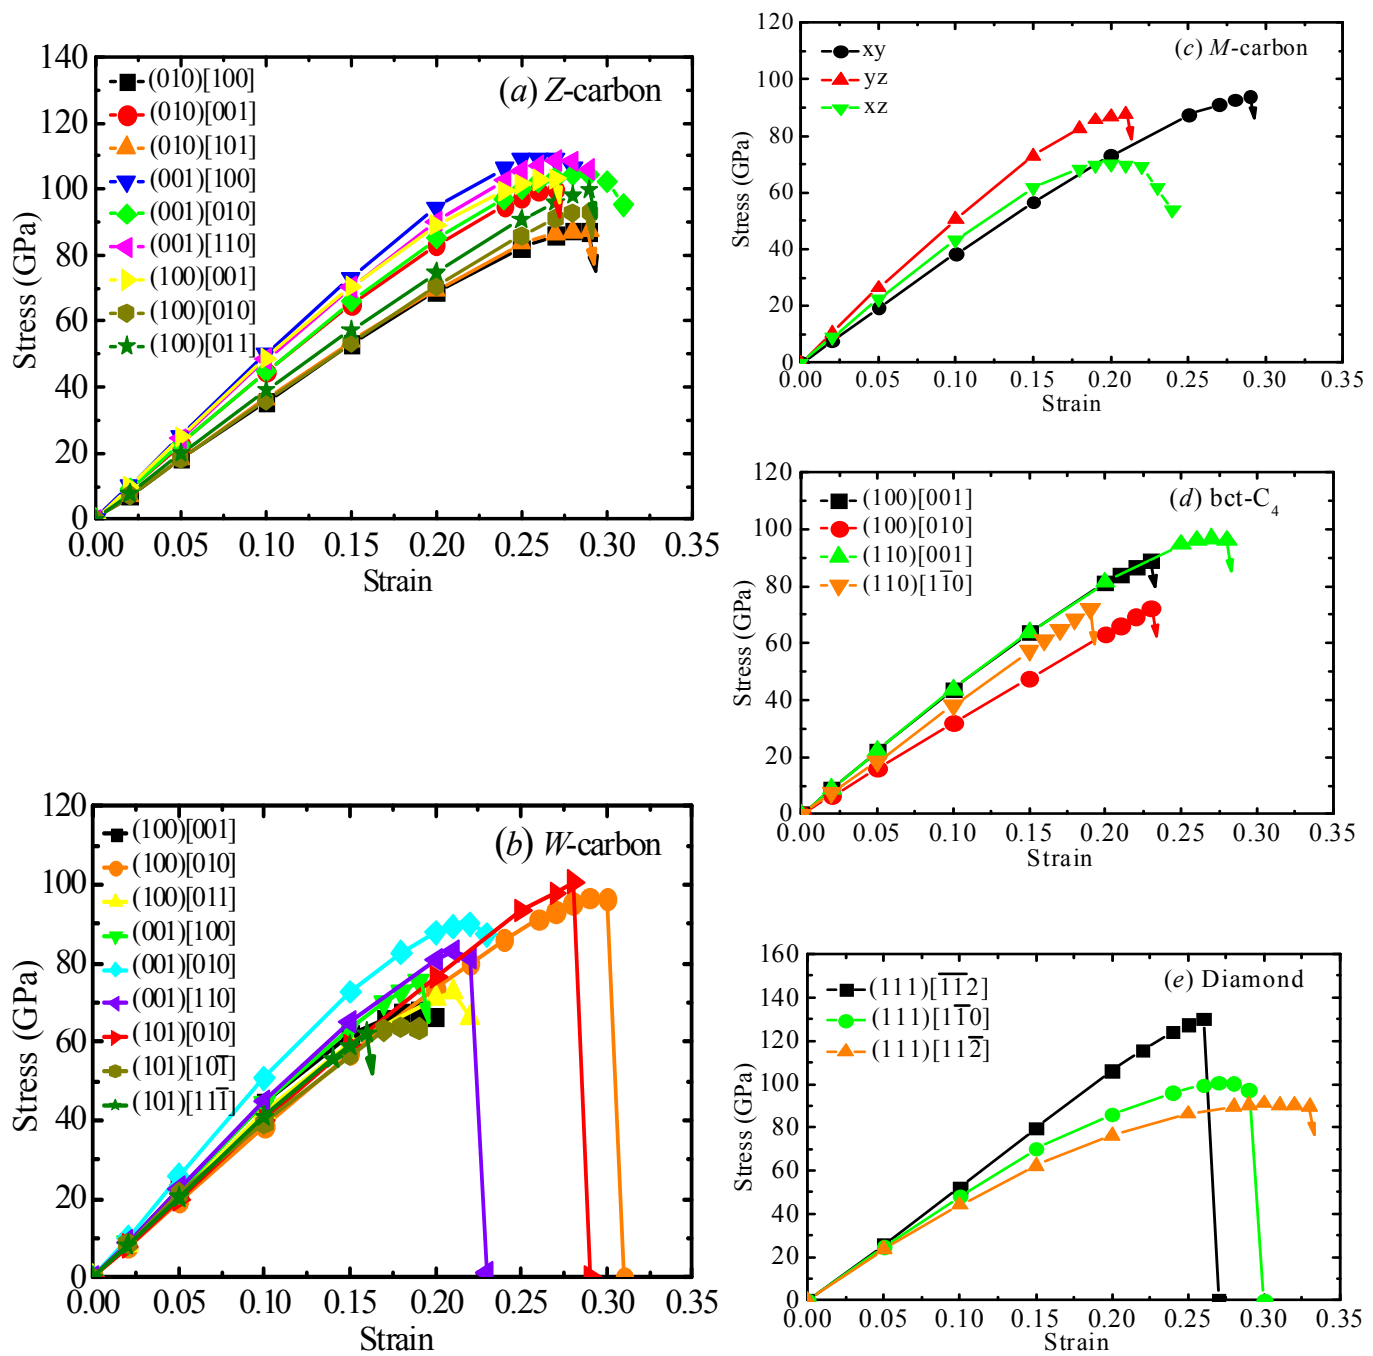 (a) Z-carbon
Stress (GPa)
140
120
100
80
60
40
20
0
(010)[100]
(010)[001]
(010)[101]
(001)[100]
(001)[010]
(001)[110]
(100)[001]
(100)[010]
(100)[011]
0.00 0.05 0.10 0.15 0.20 0.25 0.30 0.35
Strain
(b) W-carbon
Stress (GPa)
120
100
80
60
40
20
0
(100)[001]
(100)[010]
(100)[011]
(001)[100]
(001)[010]
(001)[110]
(101)[010]
(101)[101̅]
(101)[111̅]
0.00 0.05 0.10 0.15 0.20 0.25 0.30 0.35
Strain
(c) M-carbon
Stress (GPa)
120
100
80
60
40
20
0
xy
yz
xz
0.00 0.05 0.10 0.15 0.20 0.25 0.30 0.35
Strain
(d) bct-C₄
Stress (GPa)
120
100
80
60
40
20
0
(100)[001]
(100)[010]
(110)[001]
(110)[11̅0]
0.00 0.05 0.10 0.15 0.20 0.25 0.30 0.35
Strain
(e) Diamond
Stress (GPa)
160
140
120
100
80
60
40
20
0
(111)[1̅1̅2]
(111)[11̅0]
(111)[112̅]
0.00 0.05 0.10 0.15 0.20 0.25 0.30 0.35
Strain